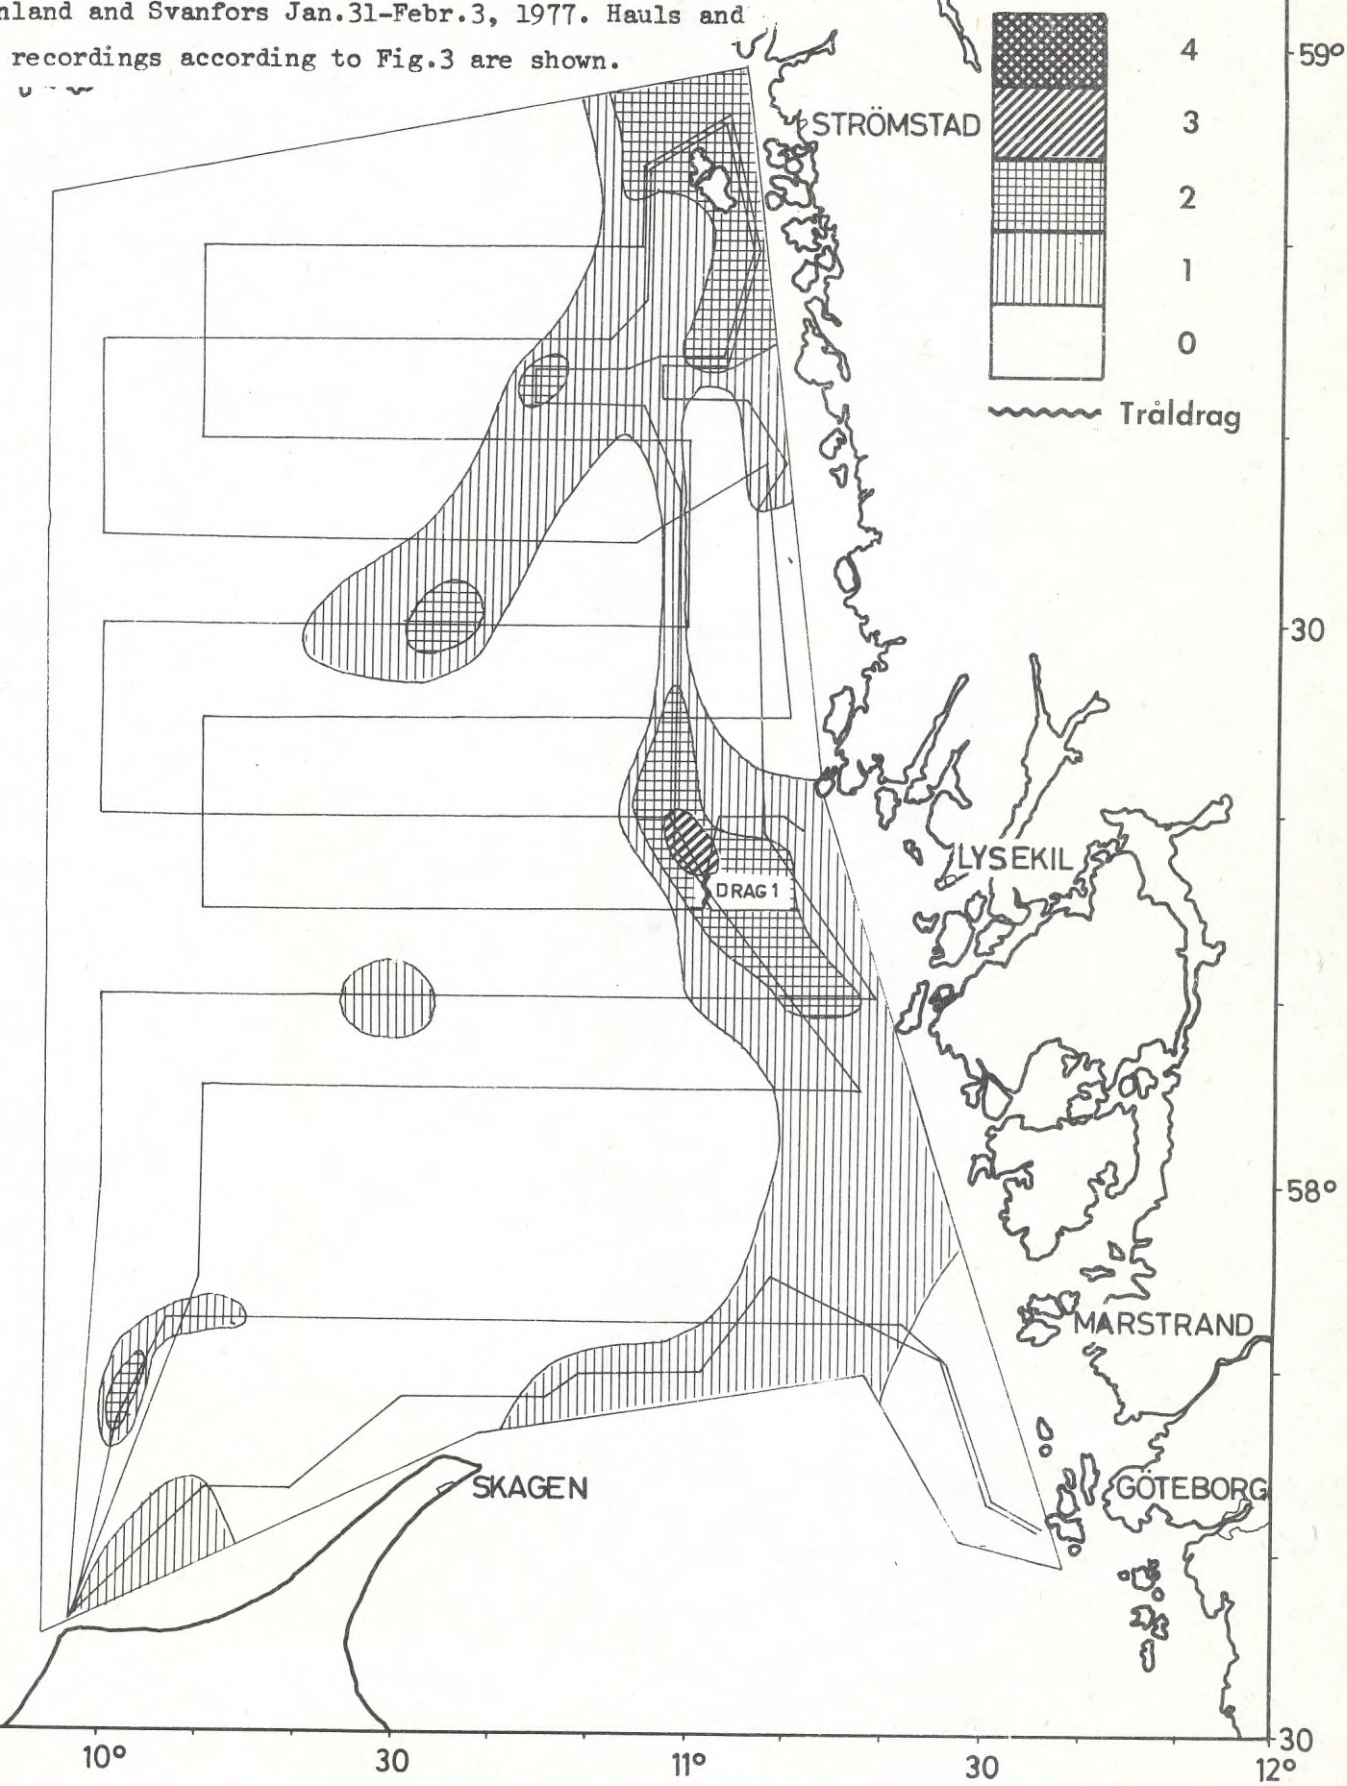 nland and Svanfors Jan.31-Febr.3, 1977. Hauls and
recordings according to Fig.3 are shown.
4
59°
3
STRÖMSTAD
2
1
0
Tråldrag
30
LYSEKIL
DRAG 1
58°
MARSTRAND
SKAGEN
GÖTEBORG
30
10°
30
11°
30
12°